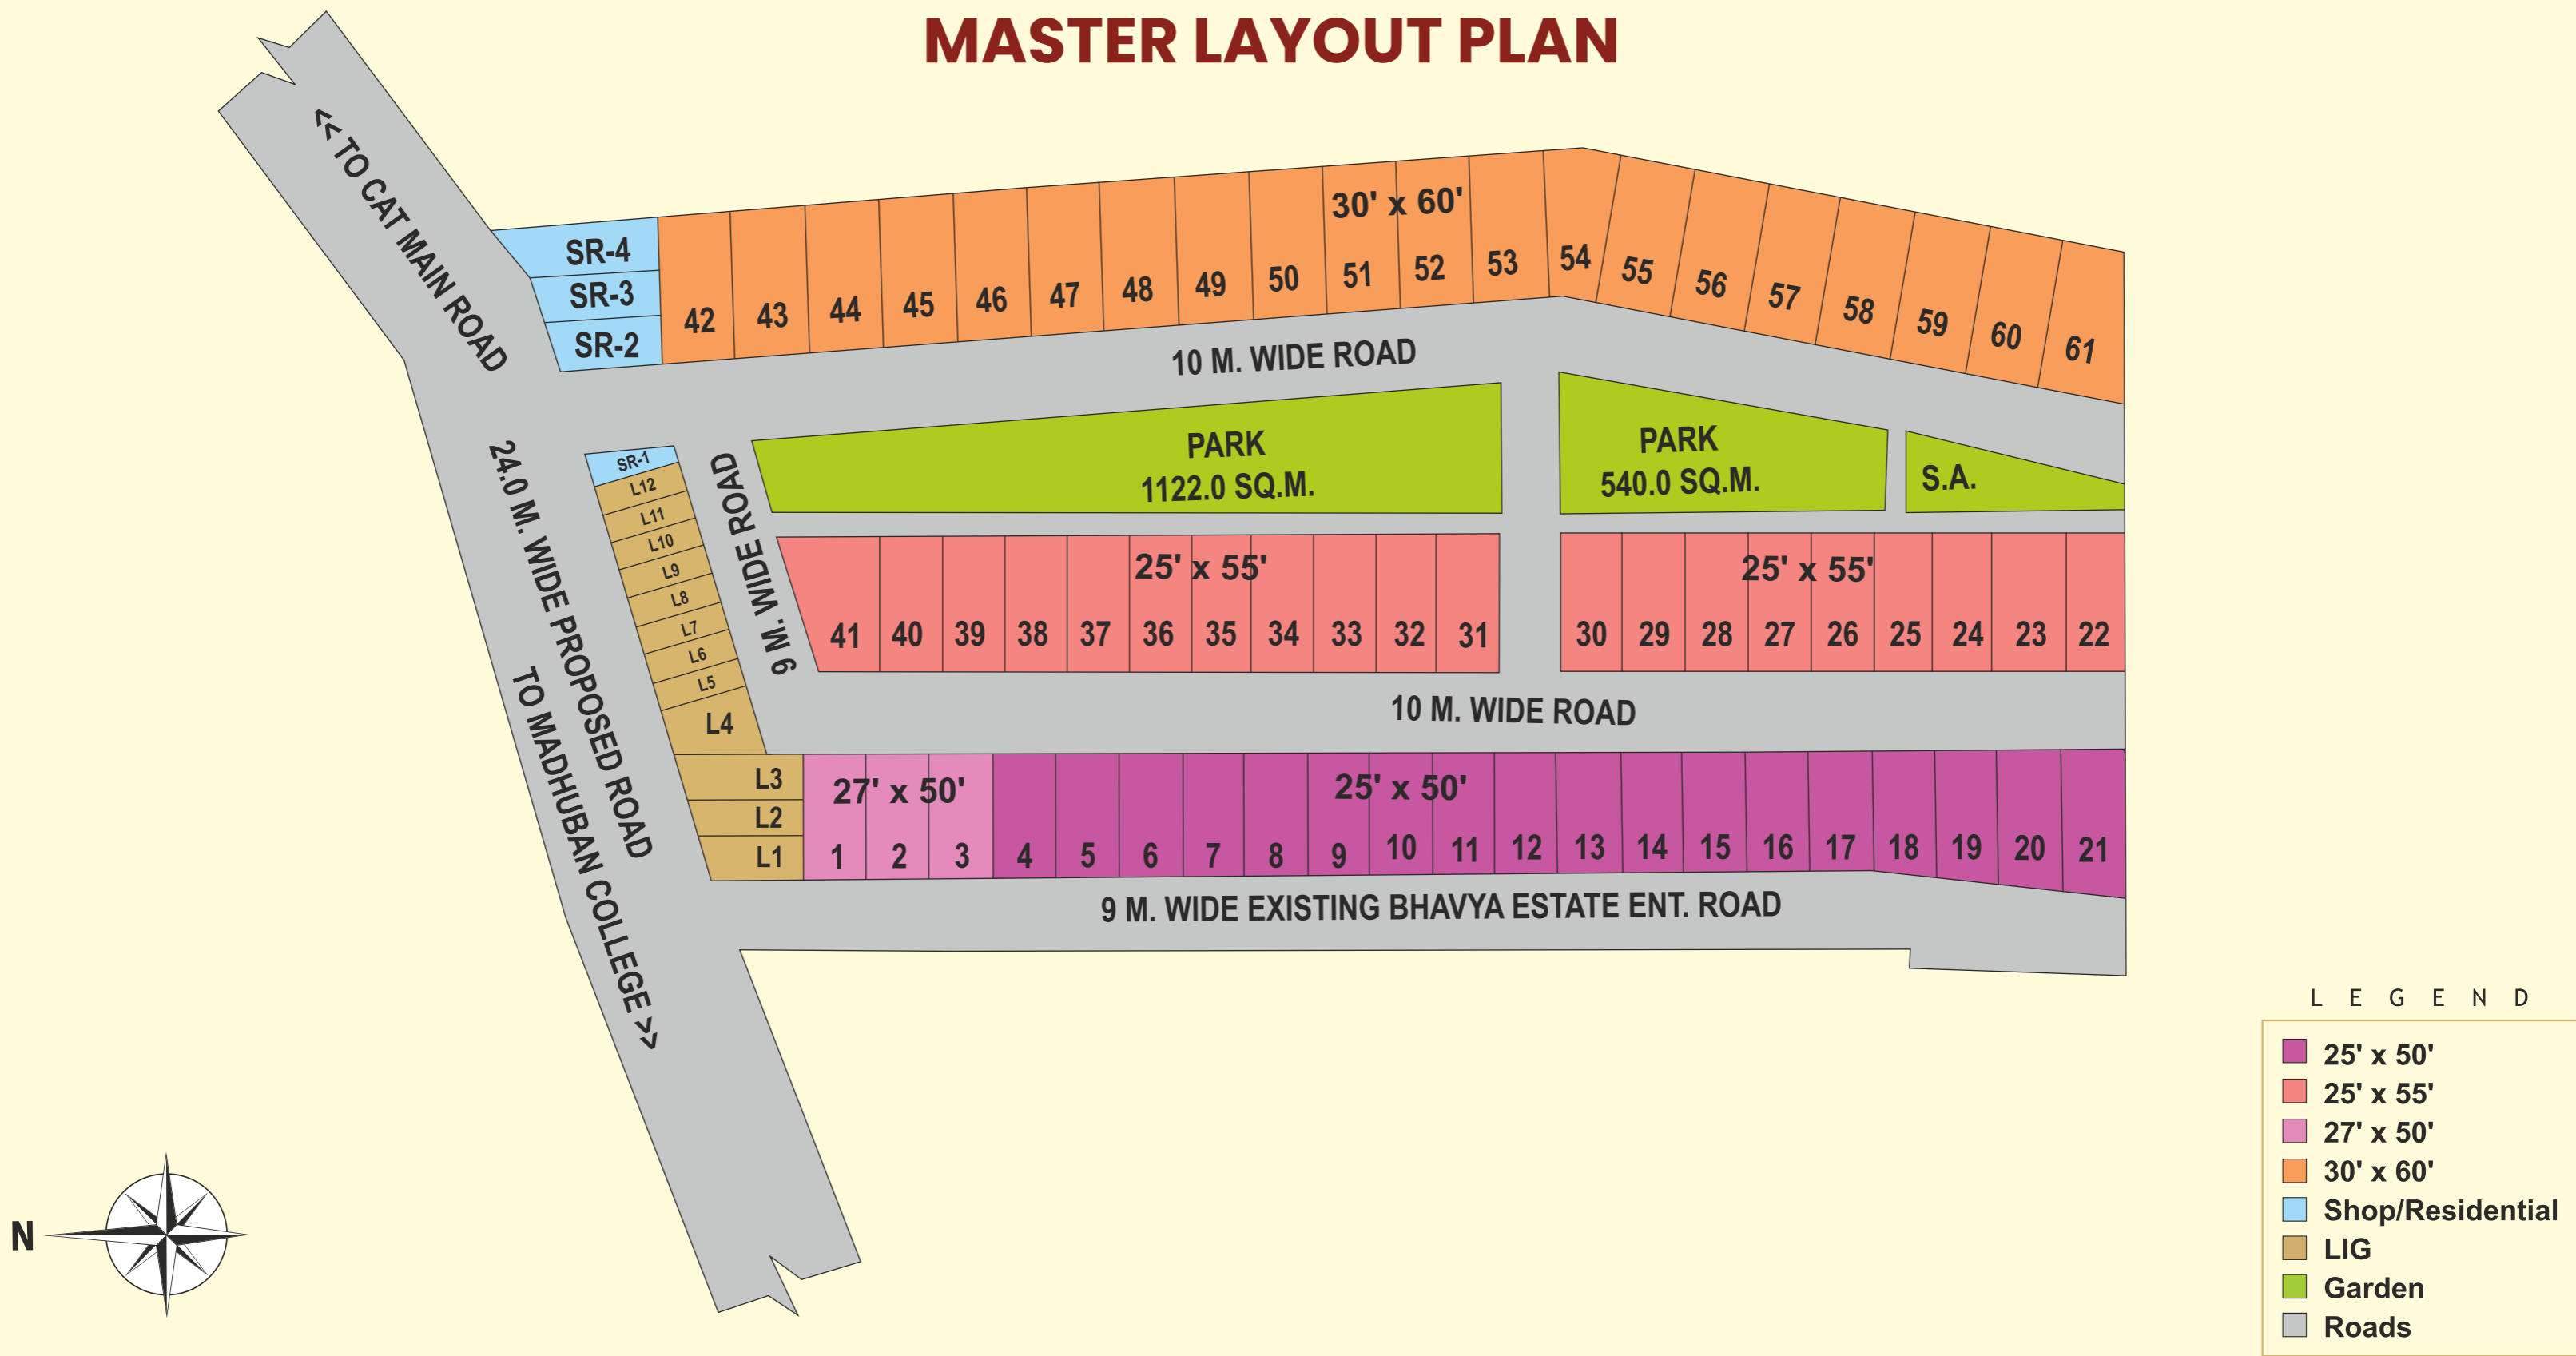 MASTER LAYOUT PLAN
<< TO CAT MAIN ROAD
SR-4
SR-3
SR-2
30' x 60'
42 43 44 45 46 47 48 49 50 51 52 53 54 55 56 57 58 59 60 61
10 M. WIDE ROAD
PARK
1122.0 SQ.M.
PARK
540.0 SQ.M.
S.A.
24.0 M. WIDE PROPOSED ROAD
TO MADHUBAN COLLEGE >>
SR-1
L12
L11
L10
L9
L8
L7
L6
L5
L4
L3
L2
L1
9 M. WIDE ROAD
25' x 55'
41 40 39 38 37 36 35 34 33 32 31
25' x 55'
30 29 28 27 26 25 24 23 22
10 M. WIDE ROAD
27' x 50'
25' x 50'
1 2 3 4 5 6 7 8 9 10 11 12 13 14 15 16 17 18 19 20 21
9 M. WIDE EXISTING BHAVYA ESTATE ENT. ROAD
N
LEGEND
25' x 50'
25' x 55'
27' x 50'
30' x 60'
Shop/Residential
LIG
Garden
Roads